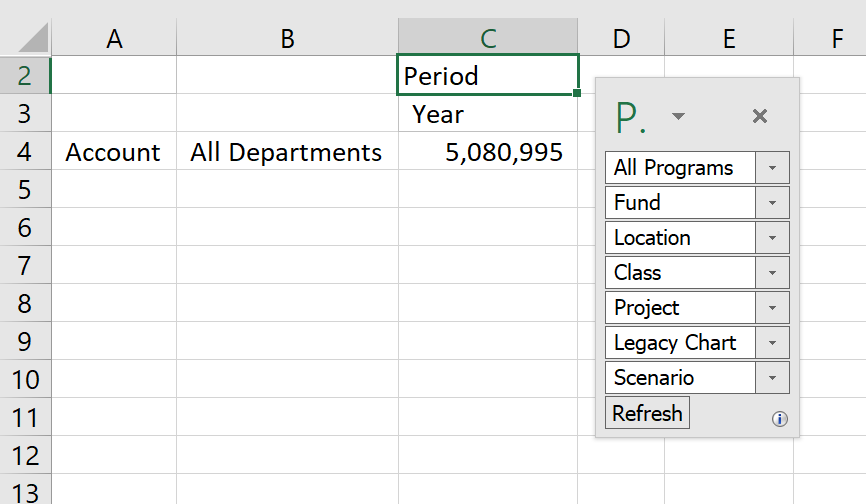 A B C D E F
2 Period
3 Year
P.
4 Account All Departments 5,080,995
All Programs
5
Fund
6
Location
7
Class
8
Project
9
Legacy Chart
10
Scenario
11
Refresh
i
12
13